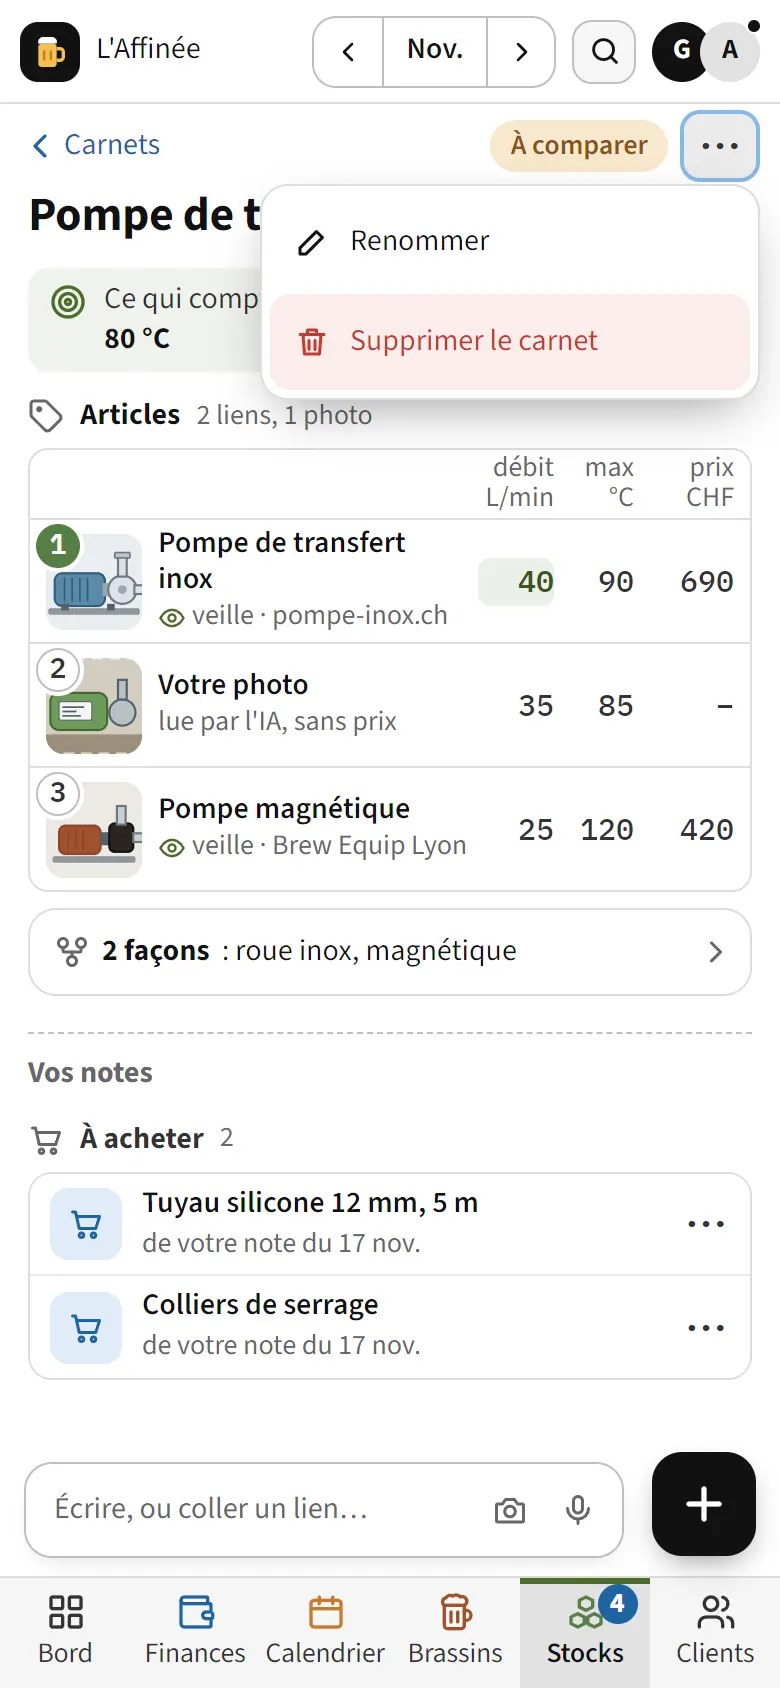 L'Affinée
Nov.
G
A
Carnets
À comparer
Pompe de t
Renommer
Ce qui comp
80 °C
Supprimer le carnet
Articles 2 liens, 1 photo
débit L/min
max °C
prix CHF
1
Pompe de transfert
inox
veille · pompe-inox.ch
40 90 690
2
Votre photo
lue par l'IA, sans prix
35 85 –
3
Pompe magnétique
veille · Brew Equip Lyon
25 120 420
2 façons : roue inox, magnétique
Vos notes
À acheter 2
Tuyau silicone 12 mm, 5 m
de votre note du 17 nov.
Colliers de serrage
de votre note du 17 nov.
Écrire, ou coller un lien…
4
Bord
Finances
Calendrier
Brassins
Stocks
Clients